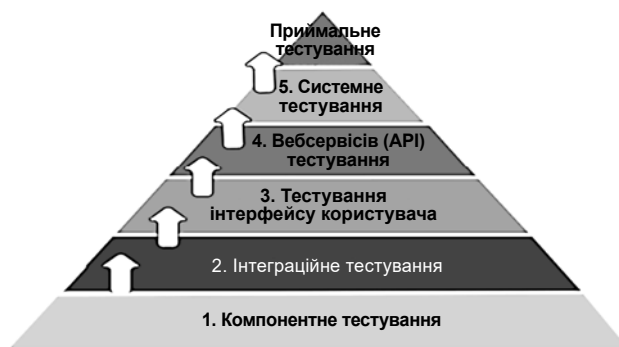 Приймальне
тестування
5. Системне
тестування
4. Вебсервісів (API)
тестування
3. Тестування
інтерфейсу користувача
2. Інтеграційне тестування
1. Компонентне тестування